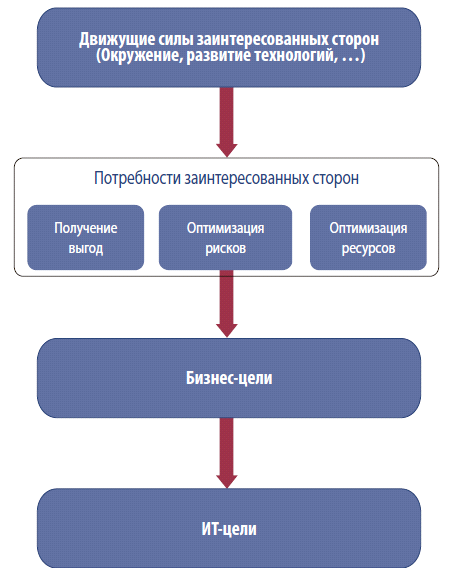 Движущие силы заинтересованных сторон
(Окружение, развитие технологий, …)
Потребности заинтересованных сторон
Получение
выгод
Оптимизация
рисков
Оптимизация
ресурсов
Бизнес-цели
ИТ-цели